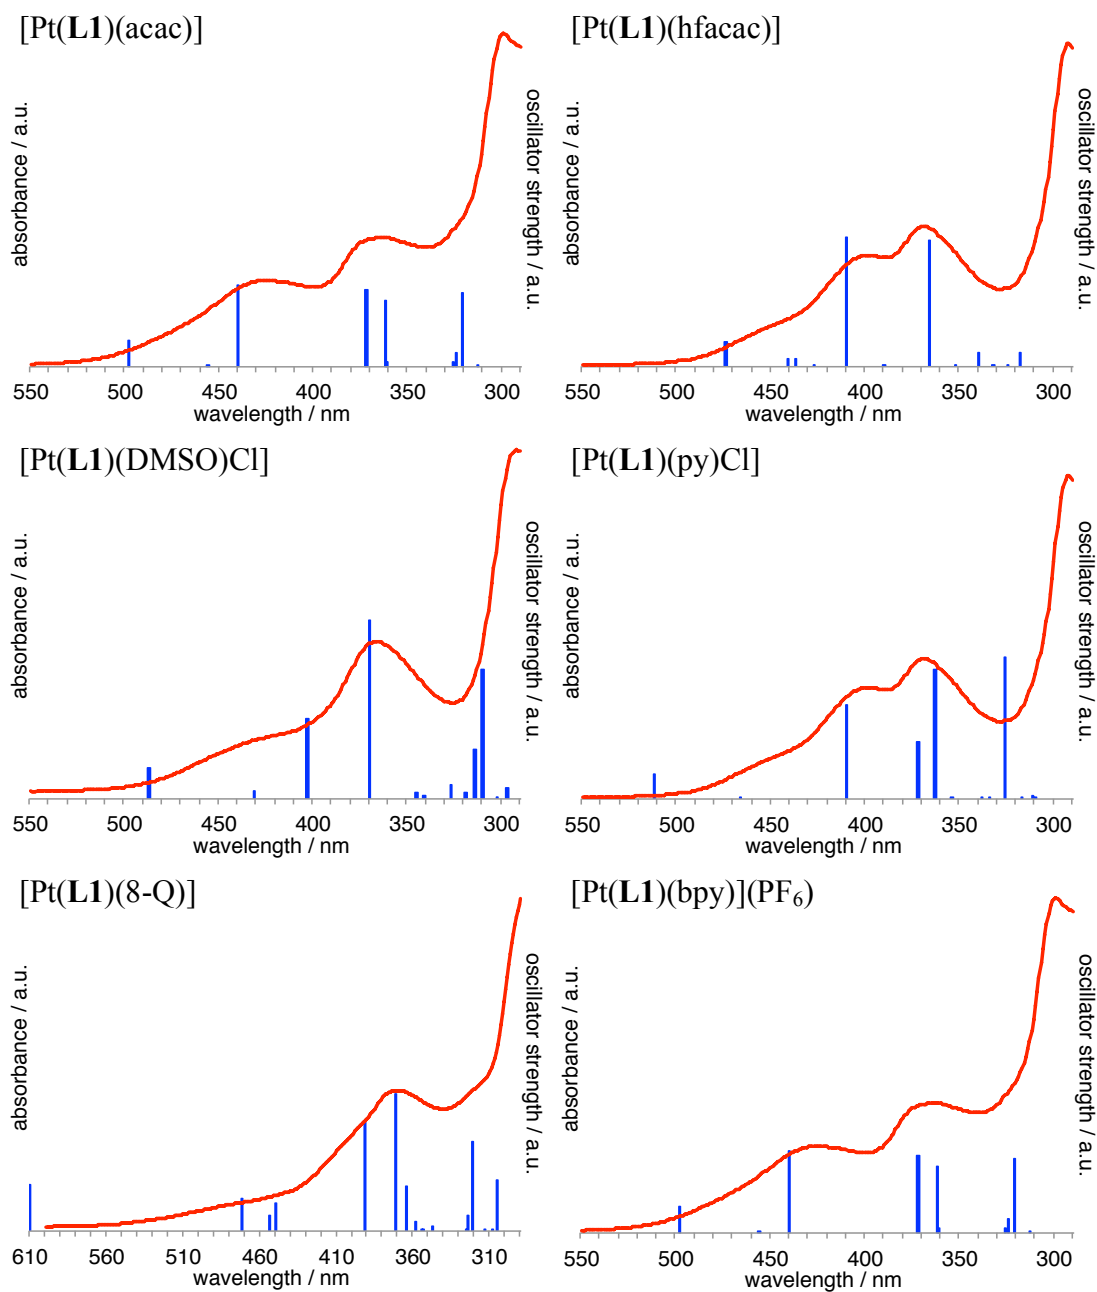 [Pt(L1)(acac)]
absorbance / a.u.
oscillator strength / a.u.
550 500 450 400 350 300
wavelength / nm
[Pt(L1)(hfacac)]
absorbance / a.u.
oscillator strength / a.u.
550 500 450 400 350 300
wavelength / nm
[Pt(L1)(DMSO)Cl]
absorbance / a.u.
oscillator strength / a.u.
550 500 450 400 350 300
wavelength / nm
[Pt(L1)(py)Cl]
absorbance / a.u.
oscillator strength / a.u.
550 500 450 400 350 300
wavelength / nm
[Pt(L1)(8-Q)]
absorbance / a.u.
oscillator strength / a.u.
610 560 510 460 410 360 310
wavelength / nm
[Pt(L1)(bpy)](PF₆)
absorbance / a.u.
oscillator strength / a.u.
550 500 450 400 350 300
wavelength / nm